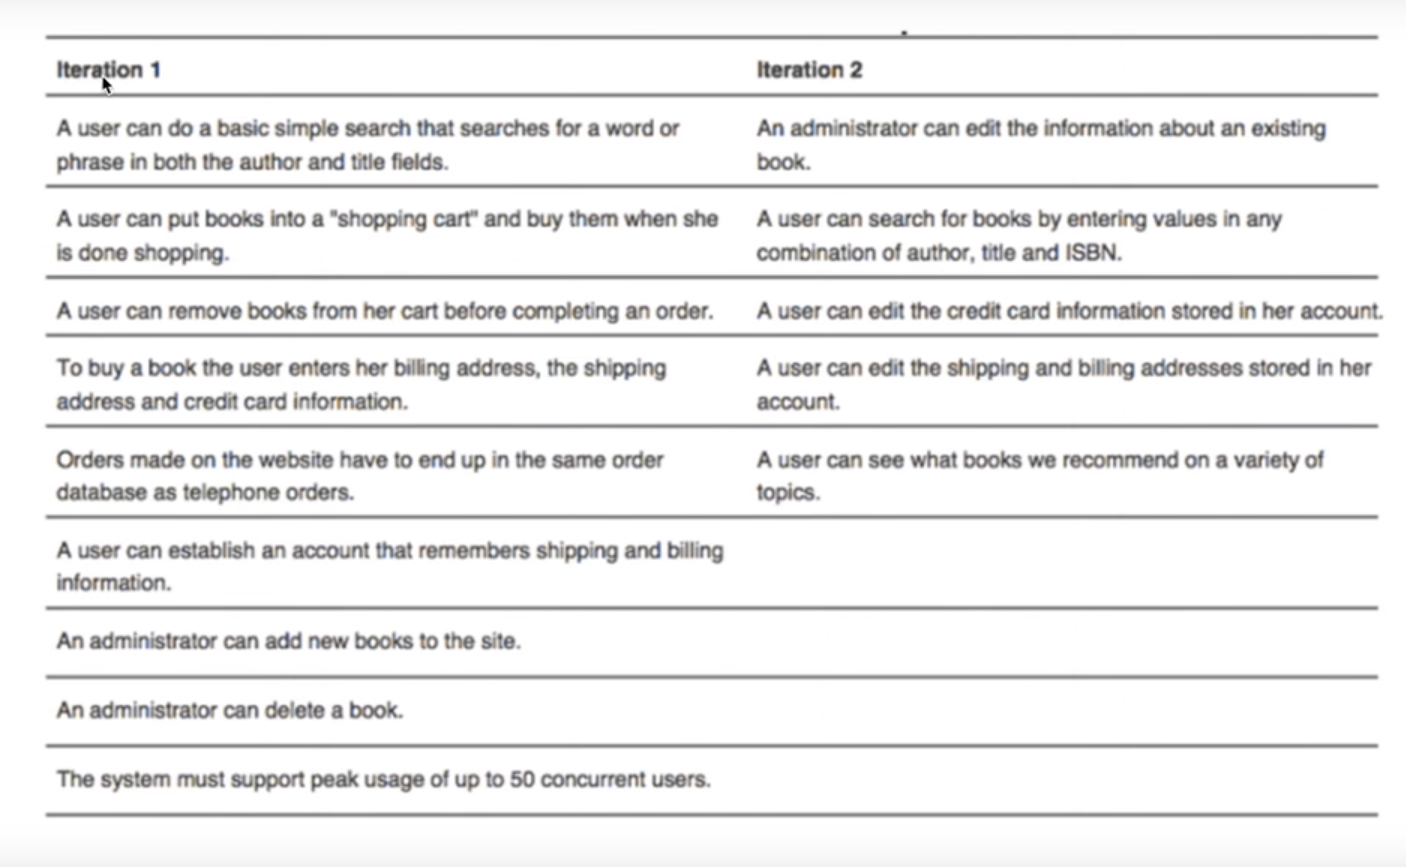 Iteration 1
Iteration 2
A user can do a basic simple search that searches for a word or
phrase in both the author and title fields.
An administrator can edit the information about an existing
book.
A user can put books into a "shopping cart" and buy them when she
is done shopping.
A user can search for books by entering values in any
combination of author, title and ISBN.
A user can remove books from her cart before completing an order.
A user can edit the credit card information stored in her account.
To buy a book the user enters her billing address, the shipping
address and credit card information.
A user can edit the shipping and billing addresses stored in her
account.
Orders made on the website have to end up in the same order
database as telephone orders.
A user can see what books we recommend on a variety of
topics.
A user can establish an account that remembers shipping and billing
information.
An administrator can add new books to the site.
An administrator can delete a book.
The system must support peak usage of up to 50 concurrent users.